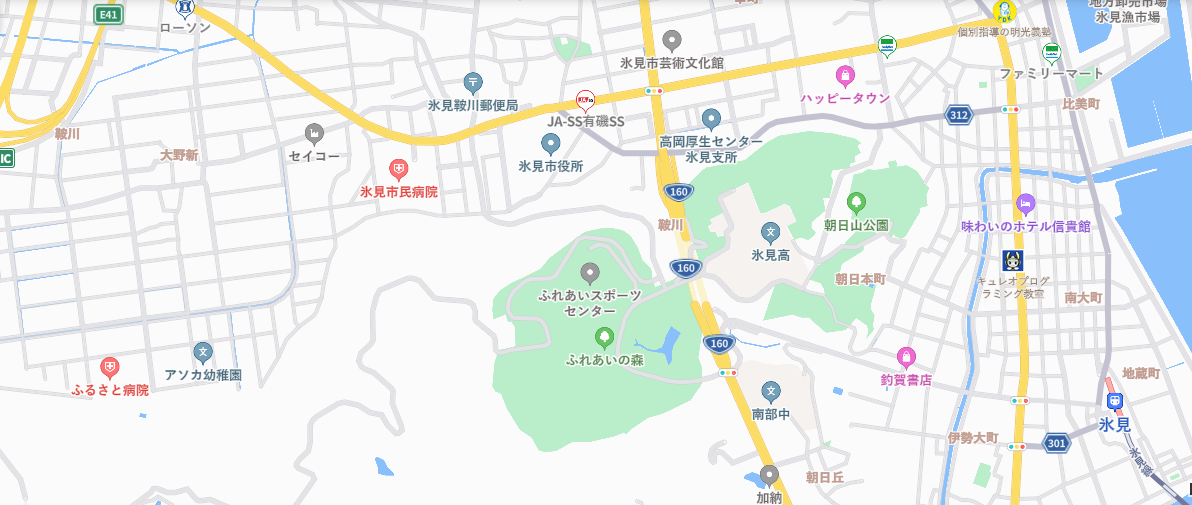 E41
ローソン
幸町
地方卸売市場
氷見漁市場
個別指導の明光義塾
氷見市芸術文化館
ファミリーマート
ハッピータウン
氷見鞍川郵便局
比美町
312
JA-SS有磯SS
鞍川
高岡厚生センター
氷見支所
大野新
セイコー
IC
氷見市役所
氷見市民病院
160
鞍川
朝日山公園
味わいのホテル信貴館
氷見高
160
朝日本町
キュレオプログ
ラミング教室
ふれあいスポーツ
センター
南大町
160
ふれあいの森
アソカ幼稚園
釣賀書店
地蔵町
ふるさと病院
南部中
氷見
伊勢大町
301
氷見線
朝日丘
加納